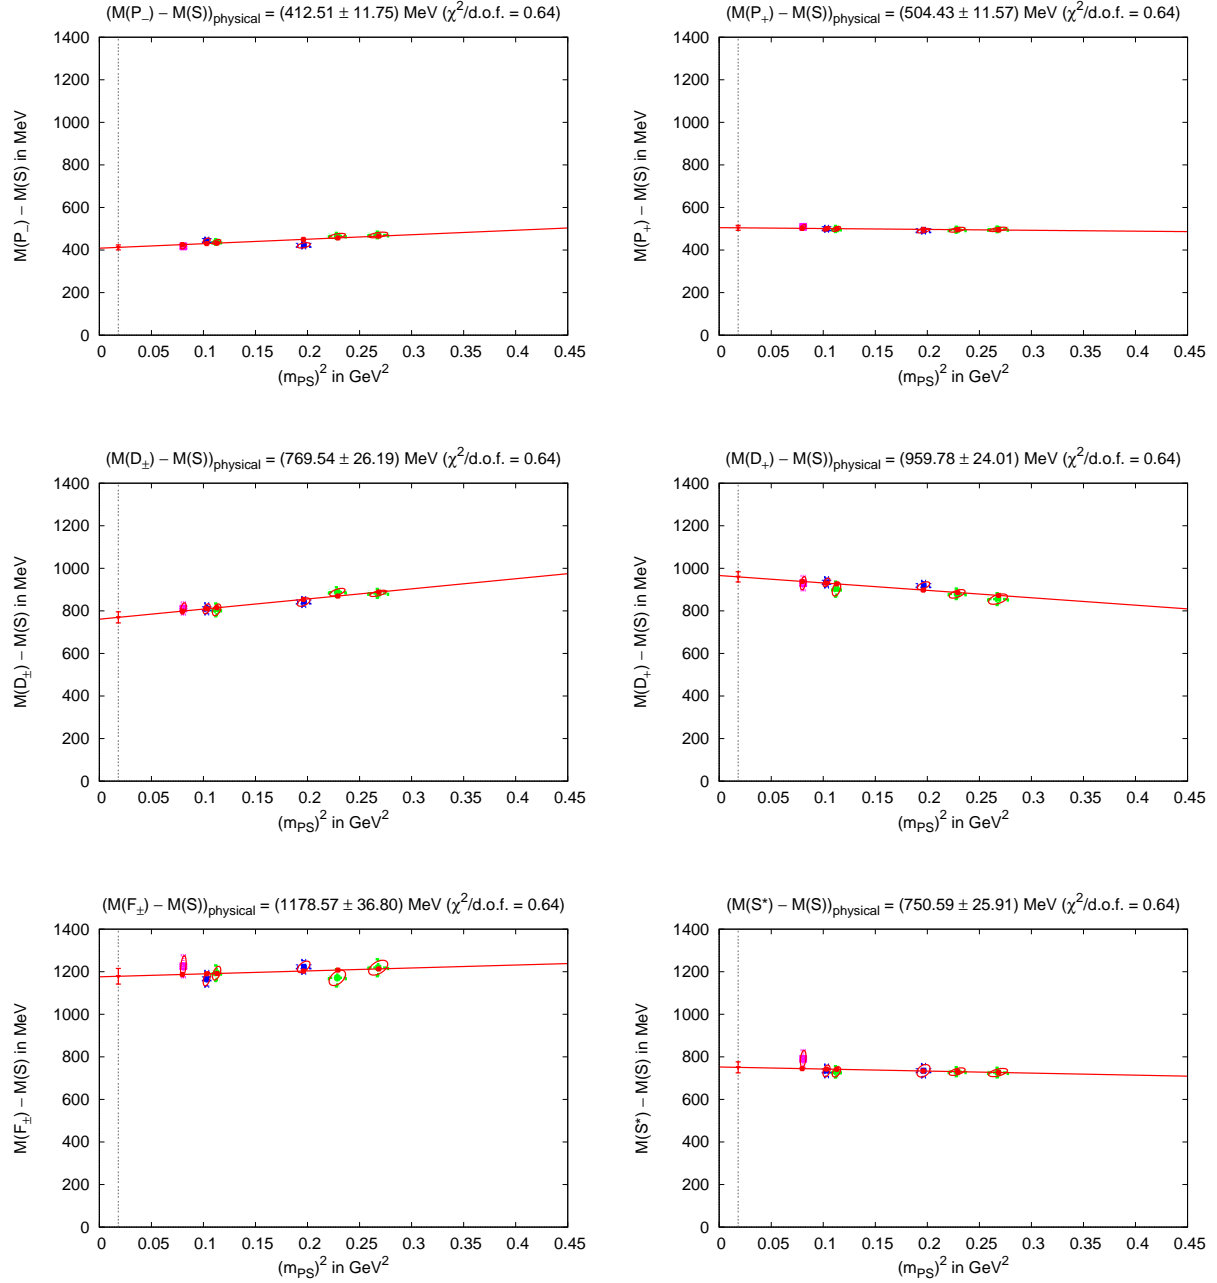 (M(P₋) − M(S))physical = (412.51 ± 11.75) MeV (χ²/d.o.f. = 0.64)
M(P₋) − M(S) in MeV
1400
1200
1000
800
600
400
200
0
0 0.05 0.1 0.15 0.2 0.25 0.3 0.35 0.4 0.45
(mPS)² in GeV²
(M(P₊) − M(S))physical = (504.43 ± 11.57) MeV (χ²/d.o.f. = 0.64)
M(P₊) − M(S) in MeV
1400
1200
1000
800
600
400
200
0
0 0.05 0.1 0.15 0.2 0.25 0.3 0.35 0.4 0.45
(mPS)² in GeV²
(M(D±) − M(S))physical = (769.54 ± 26.19) MeV (χ²/d.o.f. = 0.64)
M(D±) − M(S) in MeV
1400
1200
1000
800
600
400
200
0
0 0.05 0.1 0.15 0.2 0.25 0.3 0.35 0.4 0.45
(mPS)² in GeV²
(M(D₊) − M(S))physical = (959.78 ± 24.01) MeV (χ²/d.o.f. = 0.64)
M(D₊) − M(S) in MeV
1400
1200
1000
800
600
400
200
0
0 0.05 0.1 0.15 0.2 0.25 0.3 0.35 0.4 0.45
(mPS)² in GeV²
(M(F±) − M(S))physical = (1178.57 ± 36.80) MeV (χ²/d.o.f. = 0.64)
M(F±) − M(S) in MeV
1400
1200
1000
800
600
400
200
0
0 0.05 0.1 0.15 0.2 0.25 0.3 0.35 0.4 0.45
(mPS)² in GeV²
(M(S*) − M(S))physical = (750.59 ± 25.91) MeV (χ²/d.o.f. = 0.64)
M(S*) − M(S) in MeV
1400
1200
1000
800
600
400
200
0
0 0.05 0.1 0.15 0.2 0.25 0.3 0.35 0.4 0.45
(mPS)² in GeV²